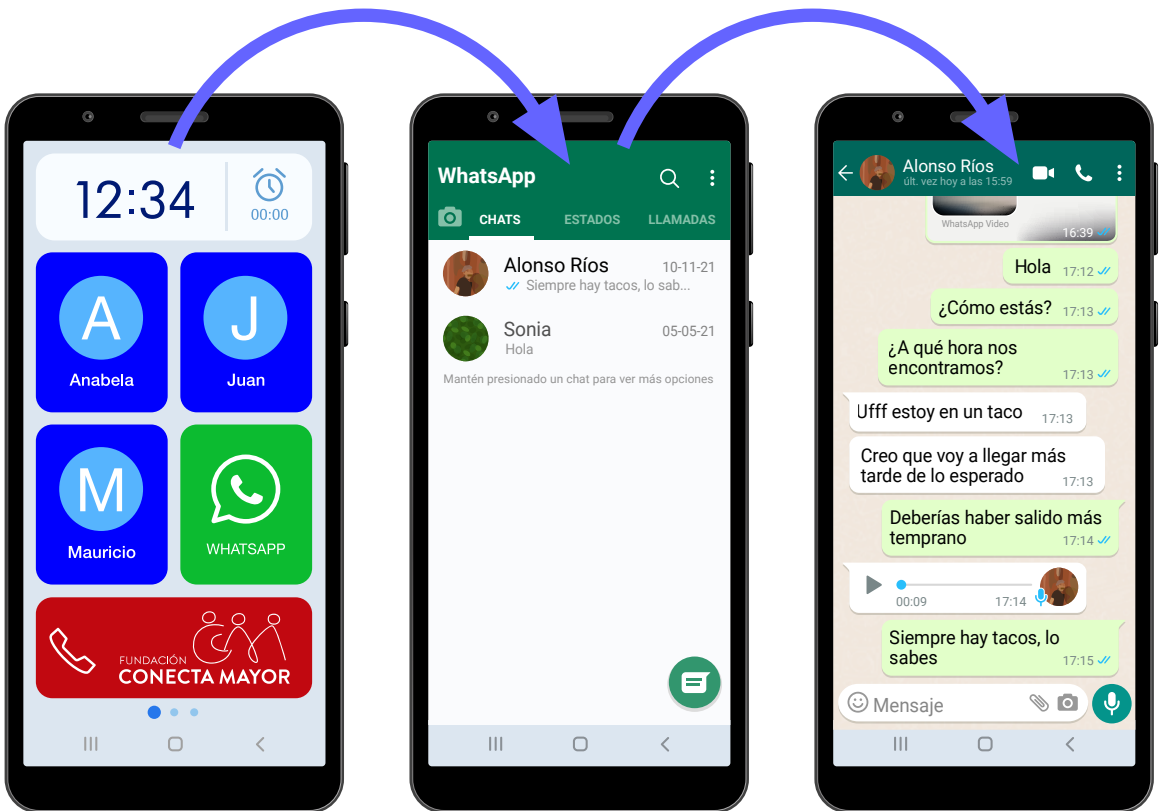 12:34
00:00
A
J
Anabela
Juan
M
Mauricio
WHATSAPP
FUNDACIÓN
CONECTA MAYOR
WhatsApp
CHATS ESTADOS LLAMADAS
Alonso Ríos 10-11-21
Siempre hay tacos, lo sab...
Sonia 05-05-21
Hola
Mantén presionado un chat para ver más opciones
Alonso Ríos
últ. vez hoy a las 15:59
WhatsApp Video
16:39
Hola 17:12
¿Cómo estás? 17:13
¿A qué hora nos
encontramos? 17:13
Ufff estoy en un taco 17:13
Creo que voy a llegar más
tarde de lo esperado 17:13
Deberías haber salido más
temprano 17:14
00:09 17:14
Siempre hay tacos, lo
sabes 17:15
Mensaje